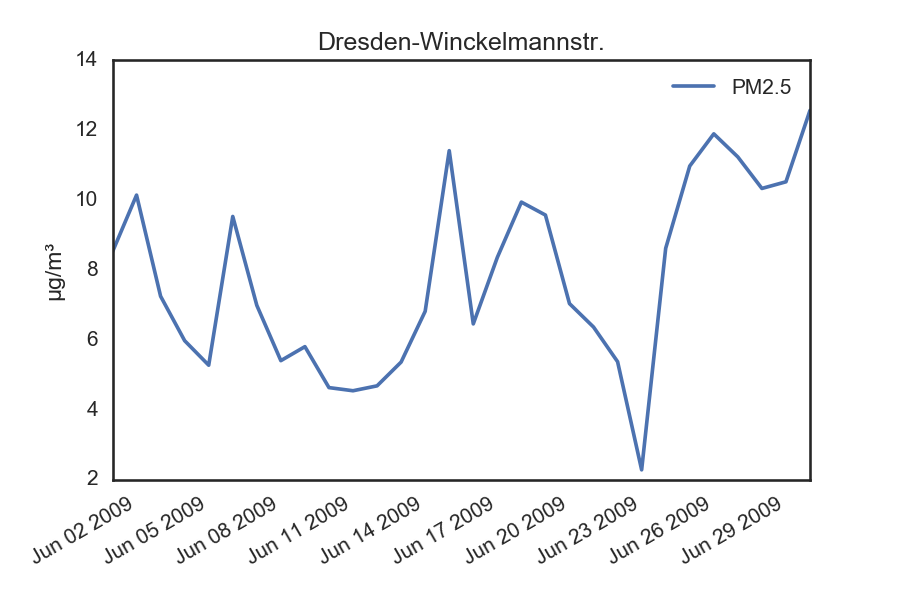 Dresden-Winckelmannstr.
14
12
10
8
6
4
2
µg/m³
PM2.5
Jun 02 2009
Jun 05 2009
Jun 08 2009
Jun 11 2009
Jun 14 2009
Jun 17 2009
Jun 20 2009
Jun 23 2009
Jun 26 2009
Jun 29 2009